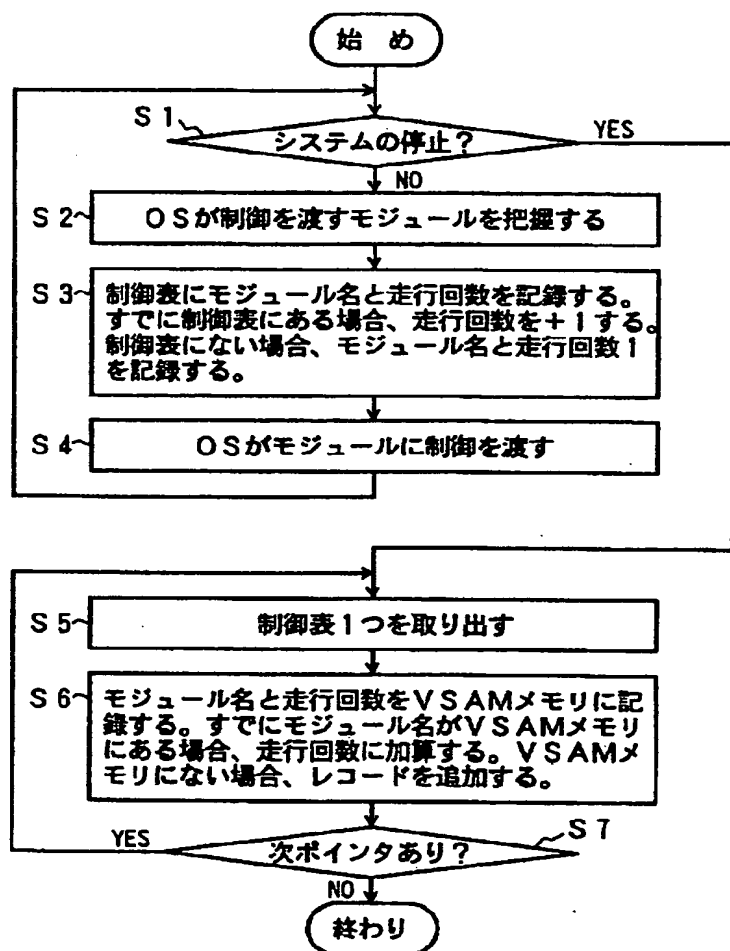 始 め
S1
システムの停止?
YES
NO
S2
OSが制御を渡すモジュールを把握する
S3
制御表にモジュール名と走行回数を記録する。
すでに制御表にある場合、走行回数を+1する。
制御表にない場合、モジュール名と走行回数1
を記録する。
S4
OSがモジュールに制御を渡す
S5
制御表1つを取り出す
S6
モジュール名と走行回数をVSAMメモリに記
録する。すでにモジュール名がVSAMメモリ
にある場合、走行回数に加算する。VSAMメ
モリにない場合、レコードを追加する。
YES
S7
次ポインタあり?
NO
終わり